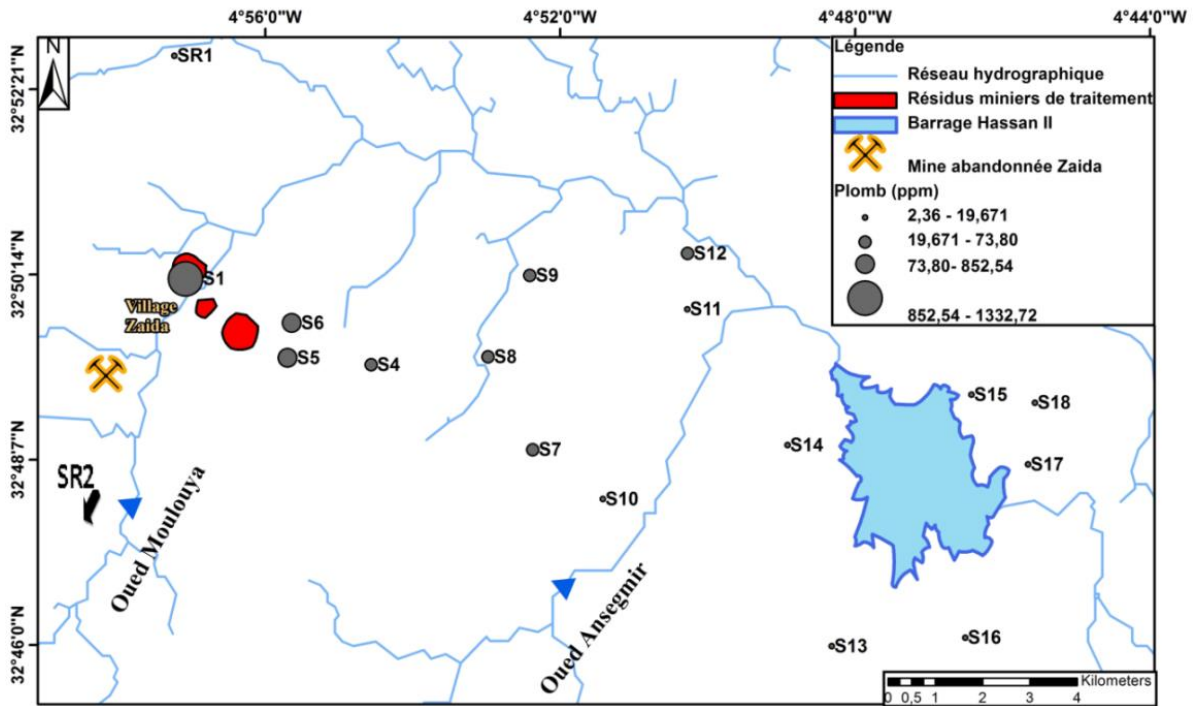 4°56'0"W
4°52'0"W
4°48'0"W
4°44'0"W
N
32°52'21"N
32°50'14"N
32°48'7"N
32°46'0"N
SR1
Légende
Réseau hydrographique
Résidus miniers de traitement
Barrage Hassan II
Mine abandonnée Zaida
Plomb (ppm)
2,36 - 19,671
19,671 - 73,80
73,80- 852,54
852,54 - 1332,72
S12
S9
S1
S11
Village
Zaida
S6
S5
S4
S8
S15
S18
S14
S7
S17
SR2
S10
Oued Moulouya
Oued Ansegmir
S13
S16
Kilometers
0 0,5 1 2 3 4